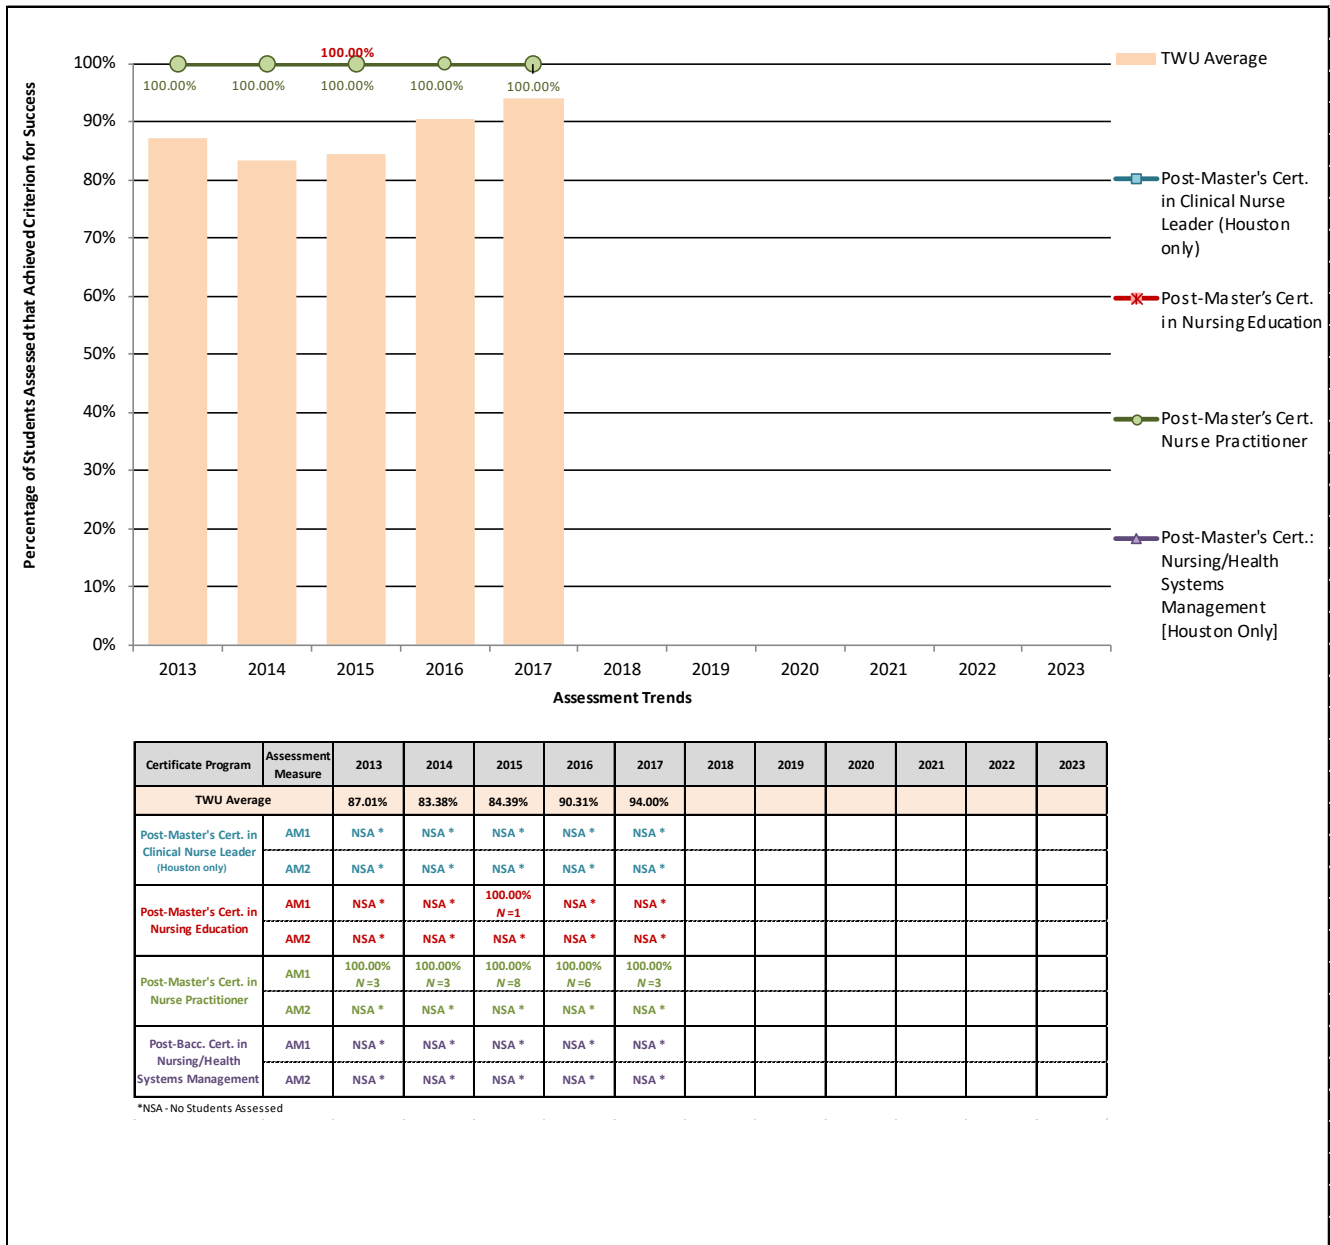 100.00%
100%
90%
80%
70%
60%
50%
40%
30%
20%
10%
0%
100.00% 100.00% 100.00% 100.00% 100.00%
Percentage of Students Assessed that Achieved Criterion for Success
2013 2014 2015 2016 2017 2018 2019 2020 2021 2022 2023
Assessment Trends
TWU Average
Post-Master's Cert.
in Clinical Nurse
Leader (Houston
only)
Post-Master’s Cert.
in Nursing Education
Post-Master’s Cert.
Nurse Practitioner
Post-Master's Cert.:
Nursing/Health
Systems
Management
[Houston Only]
Certificate Program Assessment Measure 2013 2014 2015 2016 2017 2018 2019 2020 2021 2022 2023
TWU Average 87.01% 83.38% 84.39% 90.31% 94.00%
Post-Master's Cert. in
Clinical Nurse Leader
(Houston only)
AM1 NSA * NSA * NSA * NSA * NSA *
AM2 NSA * NSA * NSA * NSA * NSA *
Post-Master's Cert. in
Nursing Education
AM1 NSA * NSA * 100.00% N =1 NSA * NSA *
AM2 NSA * NSA * NSA * NSA * NSA *
Post-Master's Cert. in
Nurse Practitioner
AM1 100.00% N =3 100.00% N =3 100.00% N =8 100.00% N =6 100.00% N =3
AM2 NSA * NSA * NSA * NSA * NSA *
Post-Bacc. Cert. in
Nursing/Health
Systems Management
AM1 NSA * NSA * NSA * NSA * NSA *
AM2 NSA * NSA * NSA * NSA * NSA *
*NSA - No Students Assessed